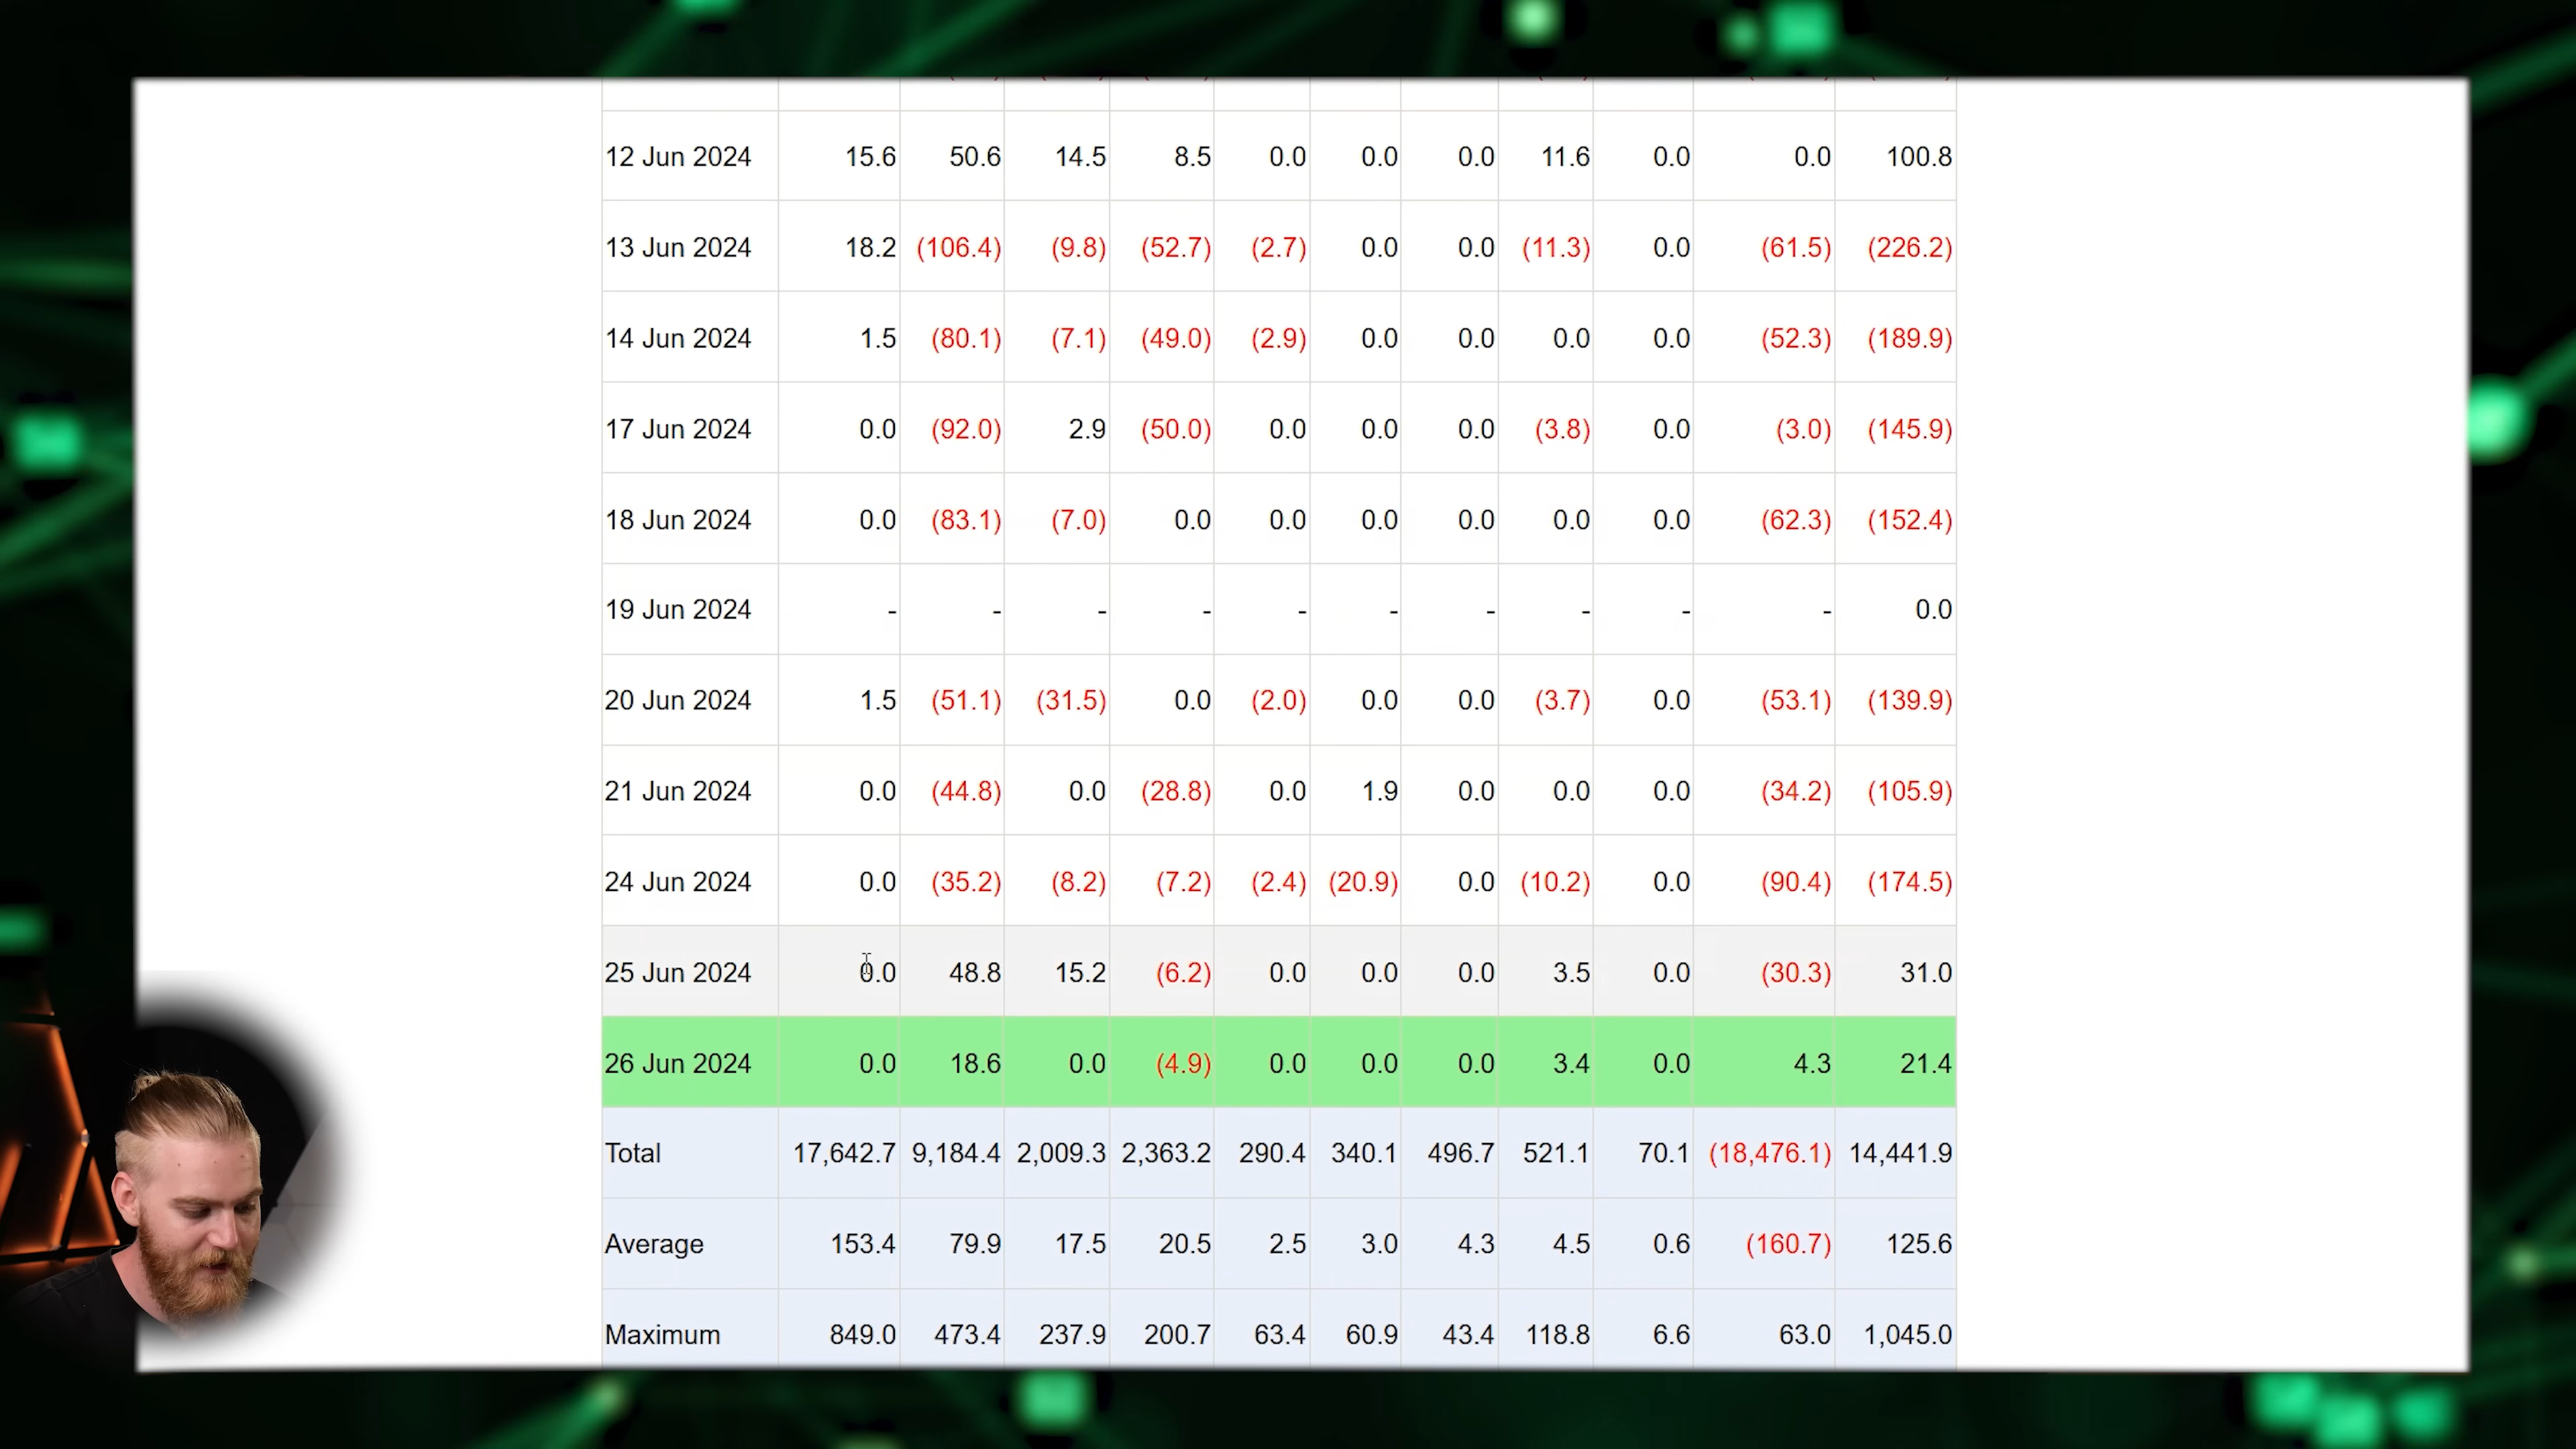 12 Jun 2024 15.6 50.6 14.5 8.5 0.0 0.0 0.0 11.6 0.0 0.0 100.8
13 Jun 2024 18.2 (106.4) (9.8) (52.7) (2.7) 0.0 0.0 (11.3) 0.0 (61.5) (226.2)
14 Jun 2024 1.5 (80.1) (7.1) (49.0) (2.9) 0.0 0.0 0.0 0.0 (52.3) (189.9)
17 Jun 2024 0.0 (92.0) 2.9 (50.0) 0.0 0.0 0.0 (3.8) 0.0 (3.0) (145.9)
18 Jun 2024 0.0 (83.1) (7.0) 0.0 0.0 0.0 0.0 0.0 0.0 (62.3) (152.4)
19 Jun 2024 - - - - - - - - - - 0.0
20 Jun 2024 1.5 (51.1) (31.5) 0.0 (2.0) 0.0 0.0 (3.7) 0.0 (53.1) (139.9)
21 Jun 2024 0.0 (44.8) 0.0 (28.8) 0.0 1.9 0.0 0.0 0.0 (34.2) (105.9)
24 Jun 2024 0.0 (35.2) (8.2) (7.2) (2.4) (20.9) 0.0 (10.2) 0.0 (90.4) (174.5)
25 Jun 2024 0.0 48.8 15.2 (6.2) 0.0 0.0 0.0 3.5 0.0 (30.3) 31.0
26 Jun 2024 0.0 18.6 0.0 (4.9) 0.0 0.0 0.0 3.4 0.0 4.3 21.4
Total 17,642.7 9,184.4 2,009.3 2,363.2 290.4 340.1 496.7 521.1 70.1 (18,476.1) 14,441.9
Average 153.4 79.9 17.5 20.5 2.5 3.0 4.3 4.5 0.6 (160.7) 125.6
Maximum 849.0 473.4 237.9 200.7 63.4 60.9 43.4 118.8 6.6 63.0 1,045.0